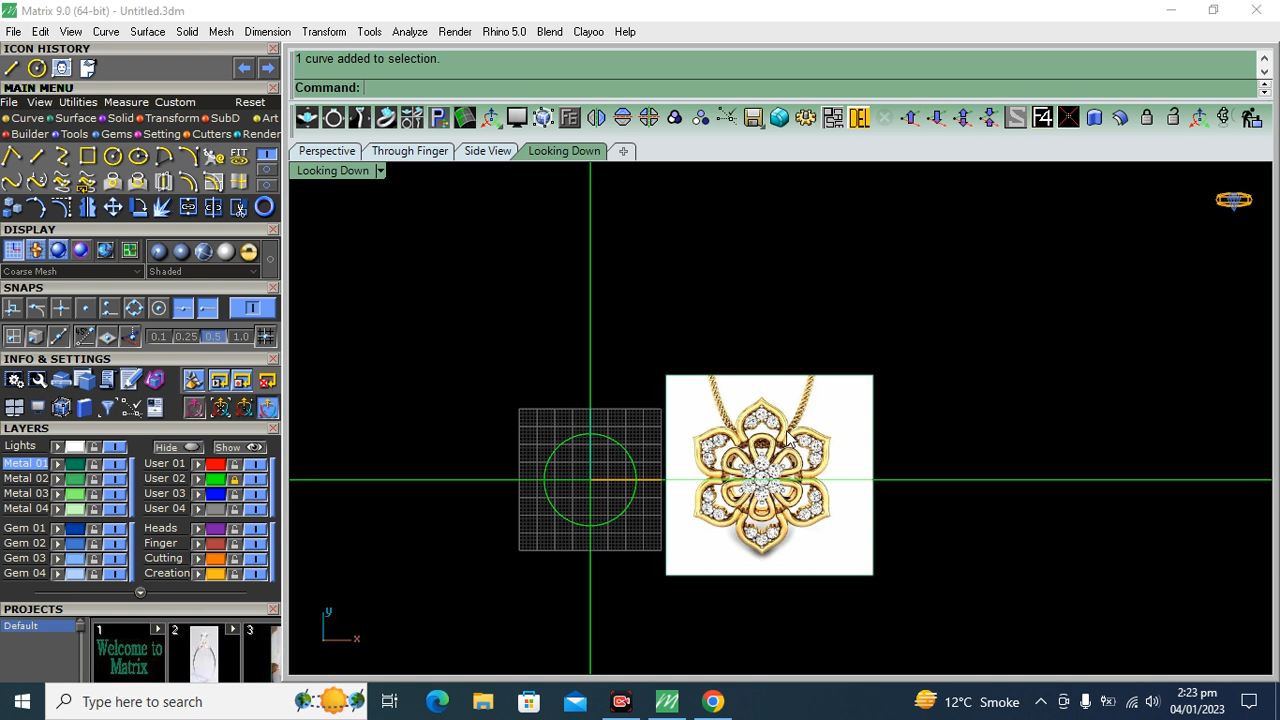 Matrix 9.0 (64-bit) - Untitled.3dm
File Edit View Curve Surface Solid Mesh Transform Tools Dimension Analyze Render Rhino 5.0 Blend Clayoo Help
ICON HISTORY
1 curve added to selection.
MAIN MENU
Command:
File View Utilities Measure Custom Reset
Curve Surface Solid Transform SubD Art
Builder Tools Gems Setting Cutters Render
FIT
F4
DEL
Perspective Through Finger Side View Looking Down
Looking Down
DISPLAY
Coarse Mesh Shaded
SNAPS
0.1 0.25 0.5 1.0
INFO & SETTINGS
LAYERS
Lights Hide Show
Metal 01 User 01
Metal 02 User 02
Metal 03 User 03
Metal 04 User 04
Gem 01 Heads
Gem 02 Finger
Gem 03 Cutting
Gem 04 Creation
PROJECTS
Default
1 2 3
Welcome to
Matrix
y
x
Type here to search
12°C Smoke
2:23 pm
04/01/2023